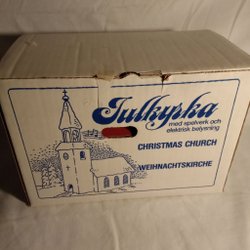 Julkyrka
med spelverk och
elektrisk belysning
CHRISTMAS CHURCH
WEIHNACHTSKIRCHE